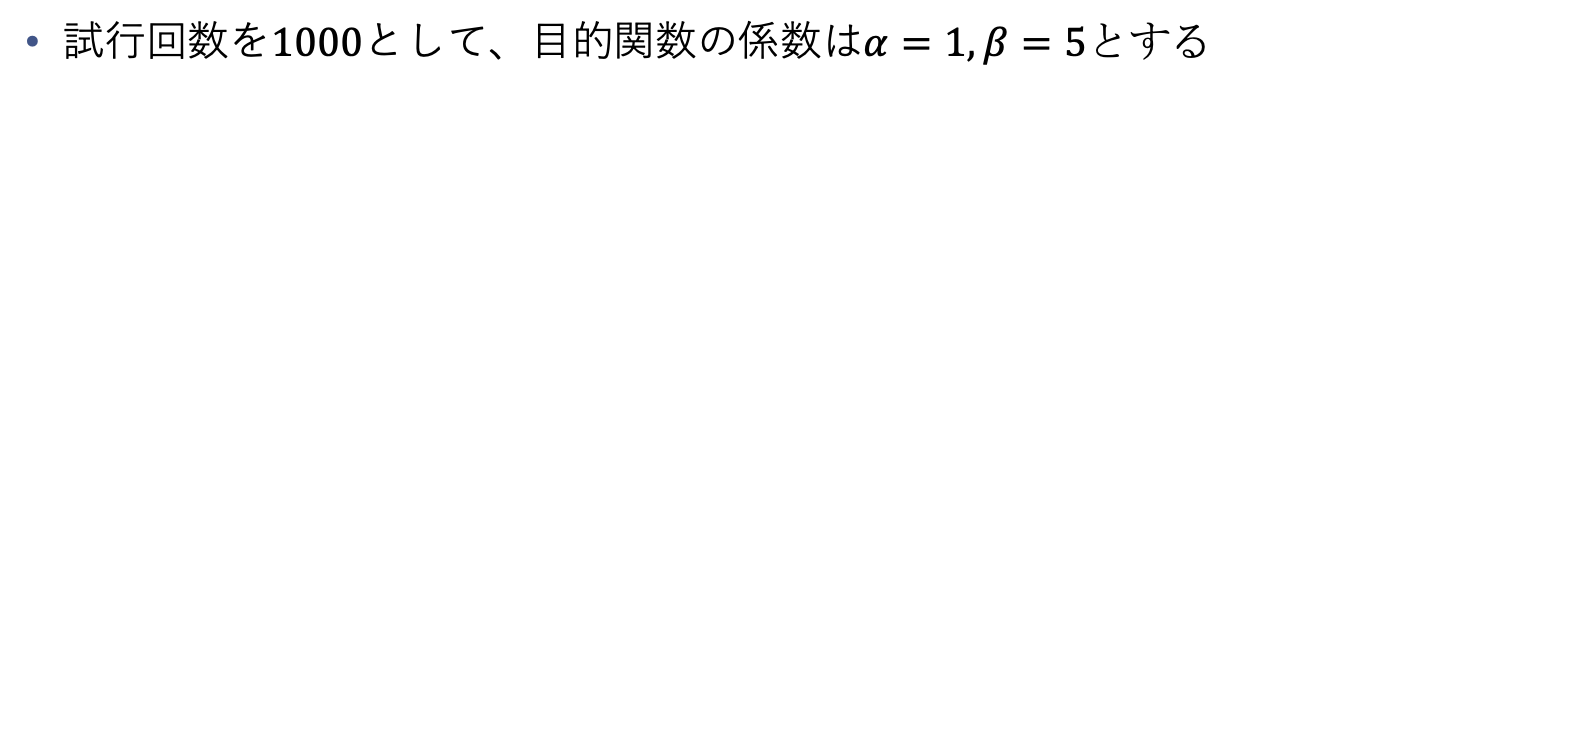 • 試行回数を1000として、目的関数の係数はα = 1, β = 5とする